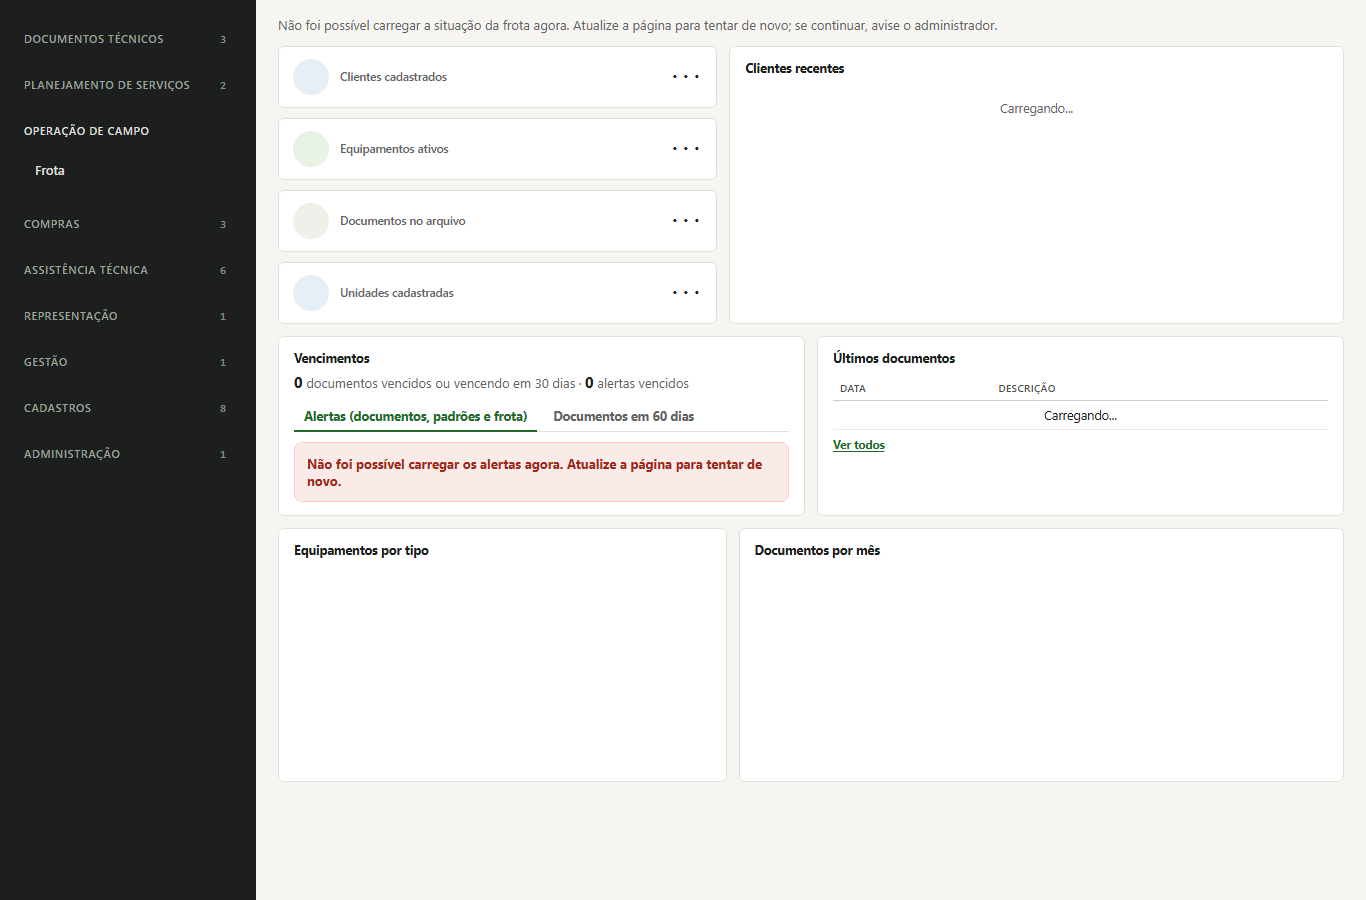 DOCUMENTOS TÉCNICOS 3
PLANEJAMENTO DE SERVIÇOS 2
OPERAÇÃO DE CAMPO
Frota
COMPRAS 3
ASSISTÊNCIA TÉCNICA 6
REPRESENTAÇÃO 1
GESTÃO 1
CADASTROS 8
ADMINISTRAÇÃO 1
Não foi possível carregar a situação da frota agora. Atualize a página para tentar de novo; se continuar, avise o administrador.
Clientes cadastrados ...
Equipamentos ativos ...
Documentos no arquivo ...
Unidades cadastradas ...
Clientes recentes
Carregando...
Vencimentos
0 documentos vencidos ou vencendo em 30 dias · 0 alertas vencidos
Alertas (documentos, padrões e frota) Documentos em 60 dias
Não foi possível carregar os alertas agora. Atualize a página para tentar de
novo.
Últimos documentos
DATA DESCRIÇÃO
Carregando...
Ver todos
Equipamentos por tipo
Documentos por mês